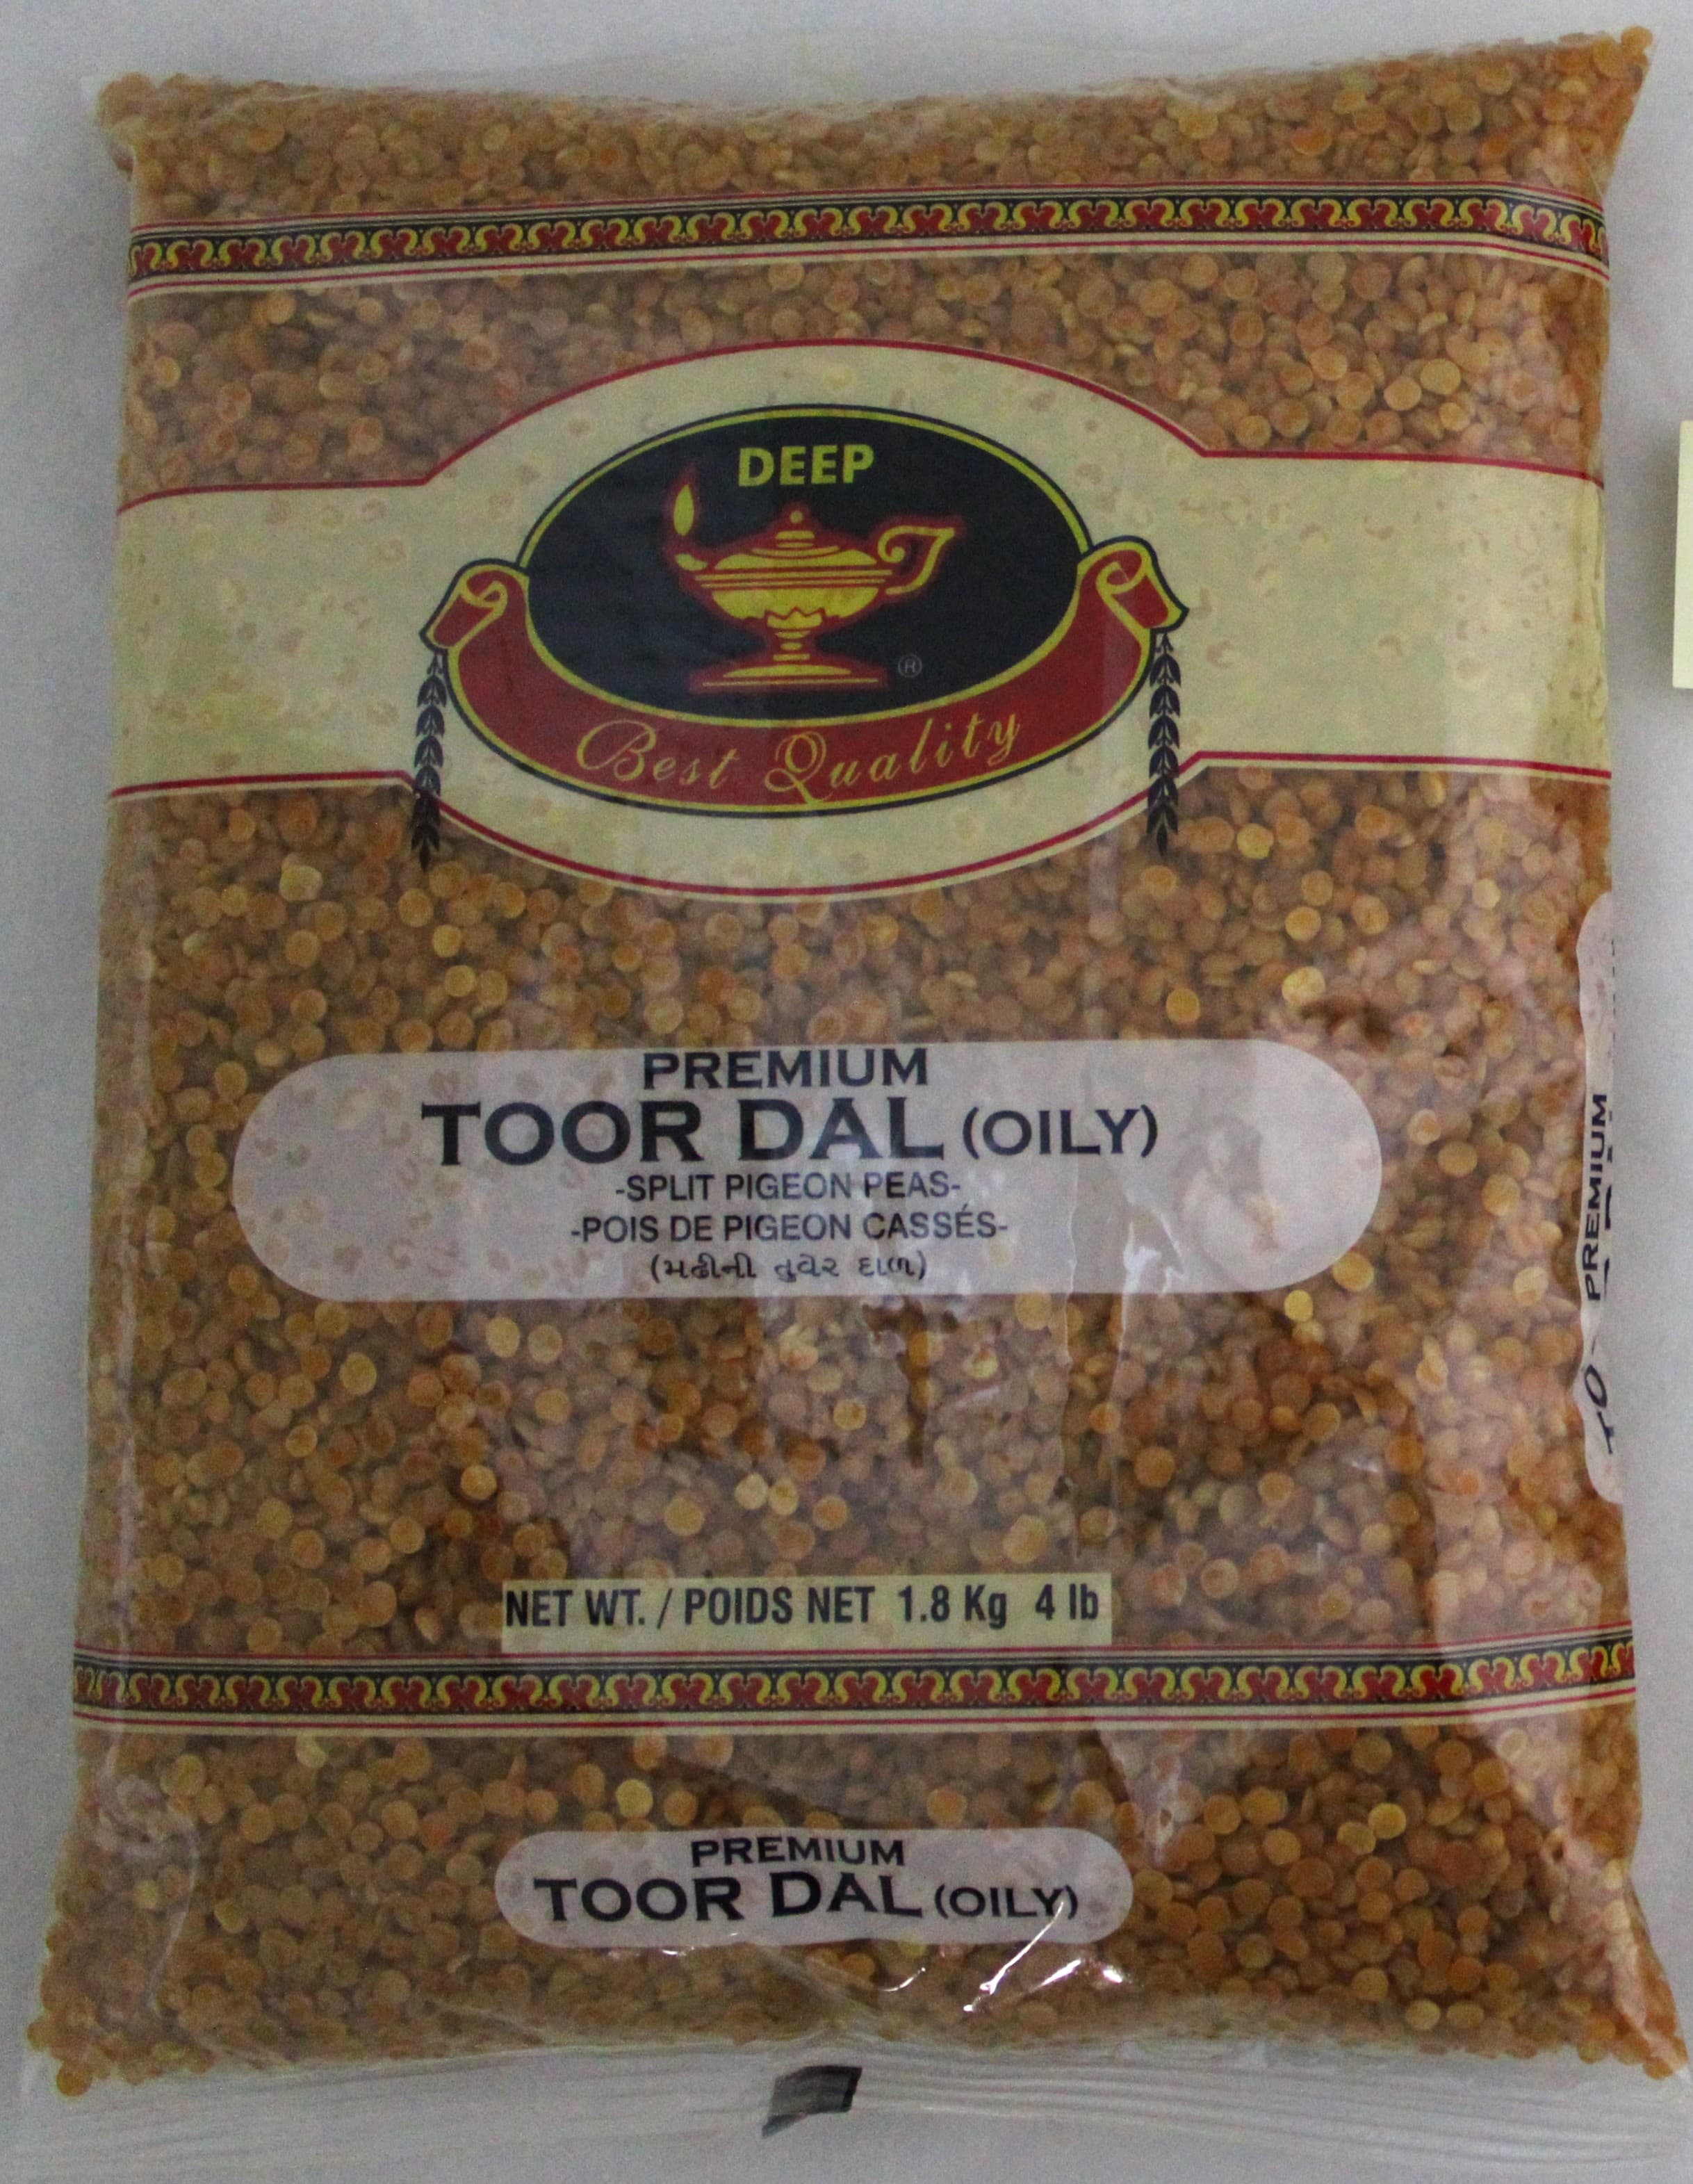 DEEP
®
Best Quality
PREMIUM
TOOR DAL (OILY)
-SPLIT PIGEON PEAS-
-POIS DE PIGEON CASSÉS-
(મઢીની તુવેર દાળ)
NET WT. / POIDS NET 1.8 Kg 4 lb
PREMIUM
TOOR DAL (OILY)
PREMIUM